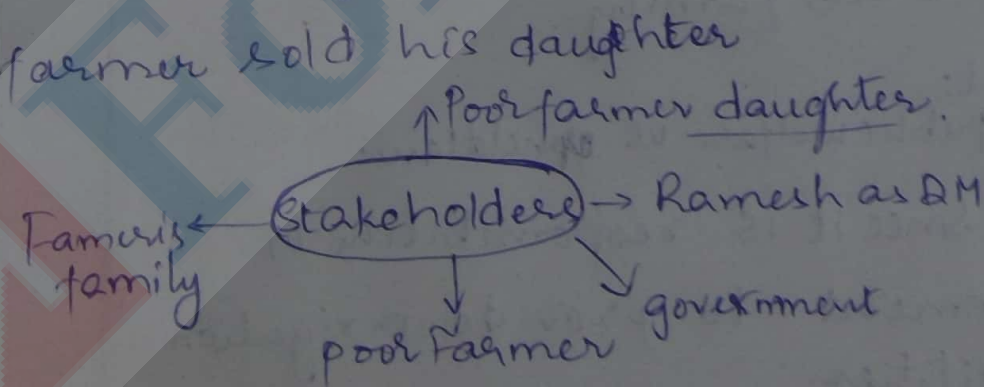 farmer sold his daughter
Poor farmer daughter.
Stakeholders
Ramesh as DM
Famer's
family
government
poor Farmer